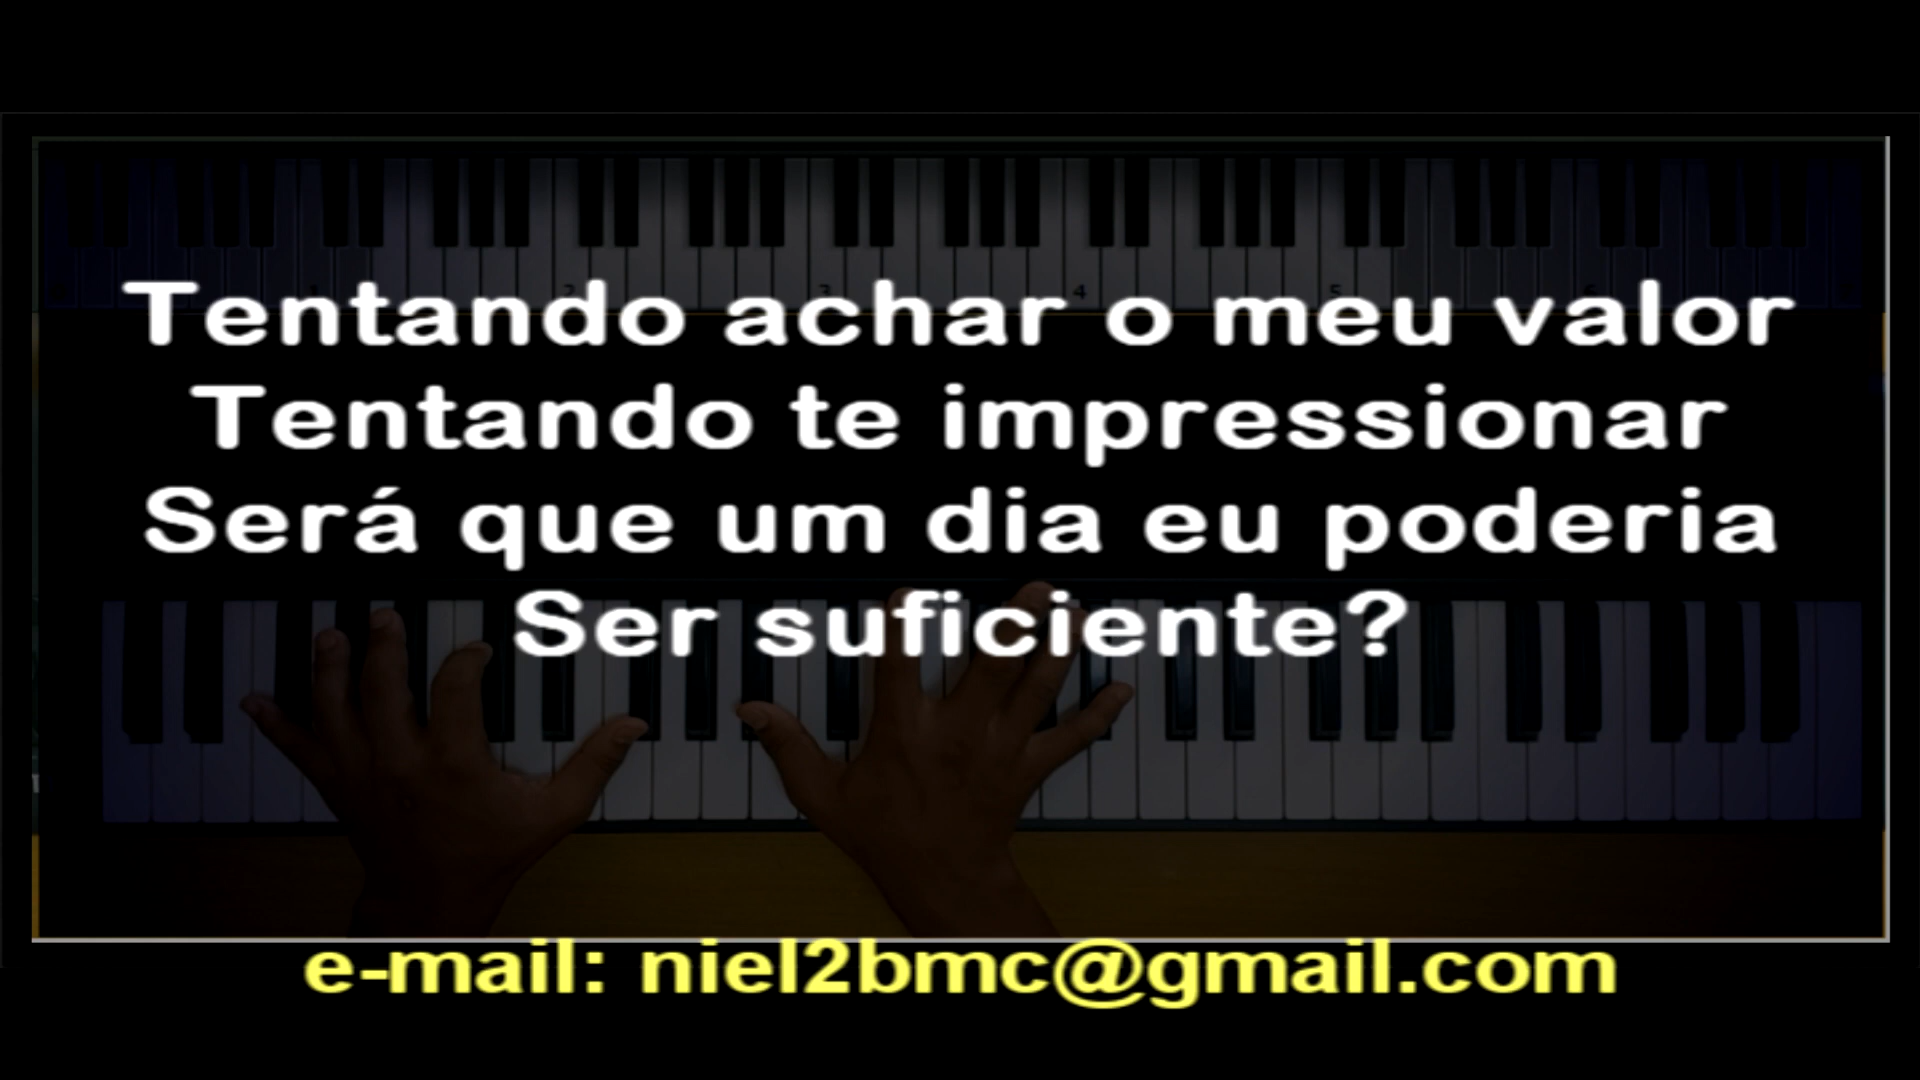 Tentando achar o meu valor
Tentando te impressionar
Será que um dia eu poderia
Ser suficiente?
e-mail: niel2bmc@gmail.com